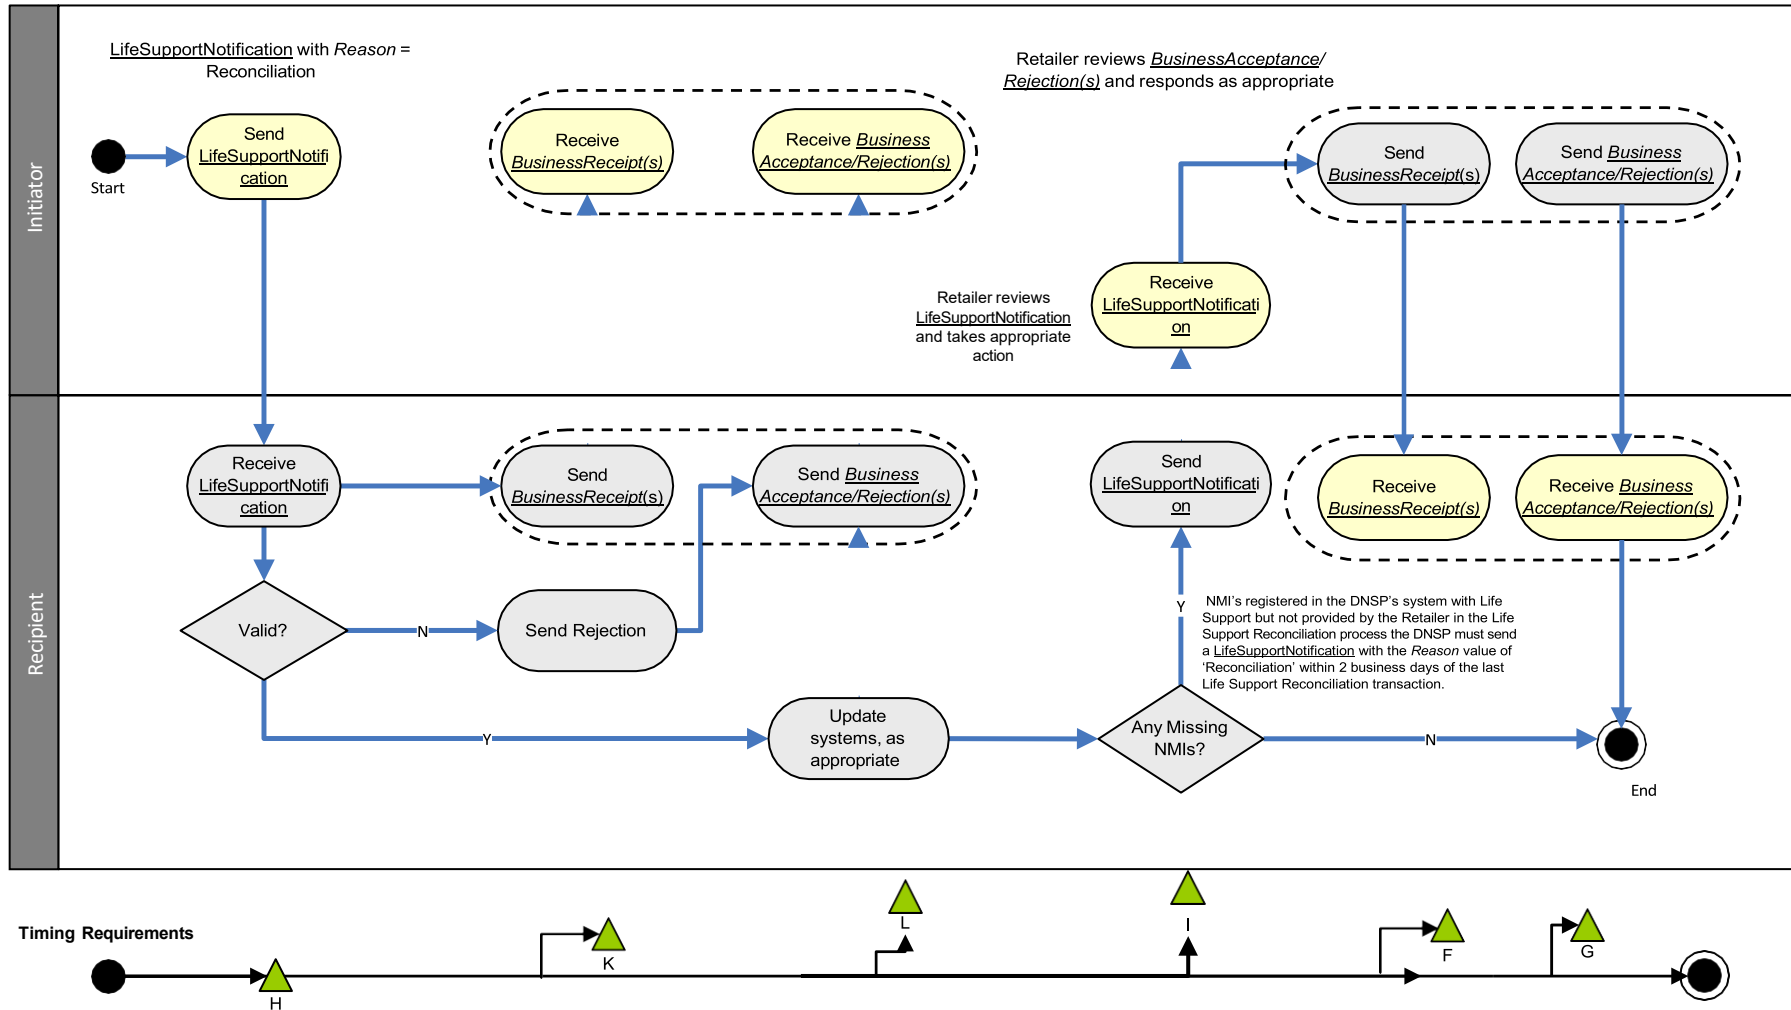 Initiator
LifeSupportNotification with Reason =
Reconciliation
Start
Send
LifeSupportNotifi
cation
Receive
BusinessReceipt(s)
Receive Business
Acceptance/Rejection(s)
Retailer reviews BusinessAcceptance/
Rejection(s) and responds as appropriate
Send
BusinessReceipt(s)
Send Business
Acceptance/Rejection(s)
Retailer reviews
LifeSupportNotification
and takes appropriate
action
Receive
LifeSupportNotificati
on
Recipient
Receive
LifeSupportNotifi
cation
Send
BusinessReceipt(s)
Send Business
Acceptance/Rejection(s)
Send
LifeSupportNotificati
on
Receive
BusinessReceipt(s)
Receive Business
Acceptance/Rejection(s)
Valid?
N
Send Rejection
Y
NMI's registered in the DNSP's system with Life
Support but not provided by the Retailer in the Life
Support Reconciliation process the DNSP must send
a LifeSupportNotification with the Reason value of
‘Reconciliation’ within 2 business days of the last
Life Support Reconciliation transaction.
Y
Update
systems, as
appropriate
Any Missing
NMIs?
N
End
Timing Requirements
H
K
L
I
F
G